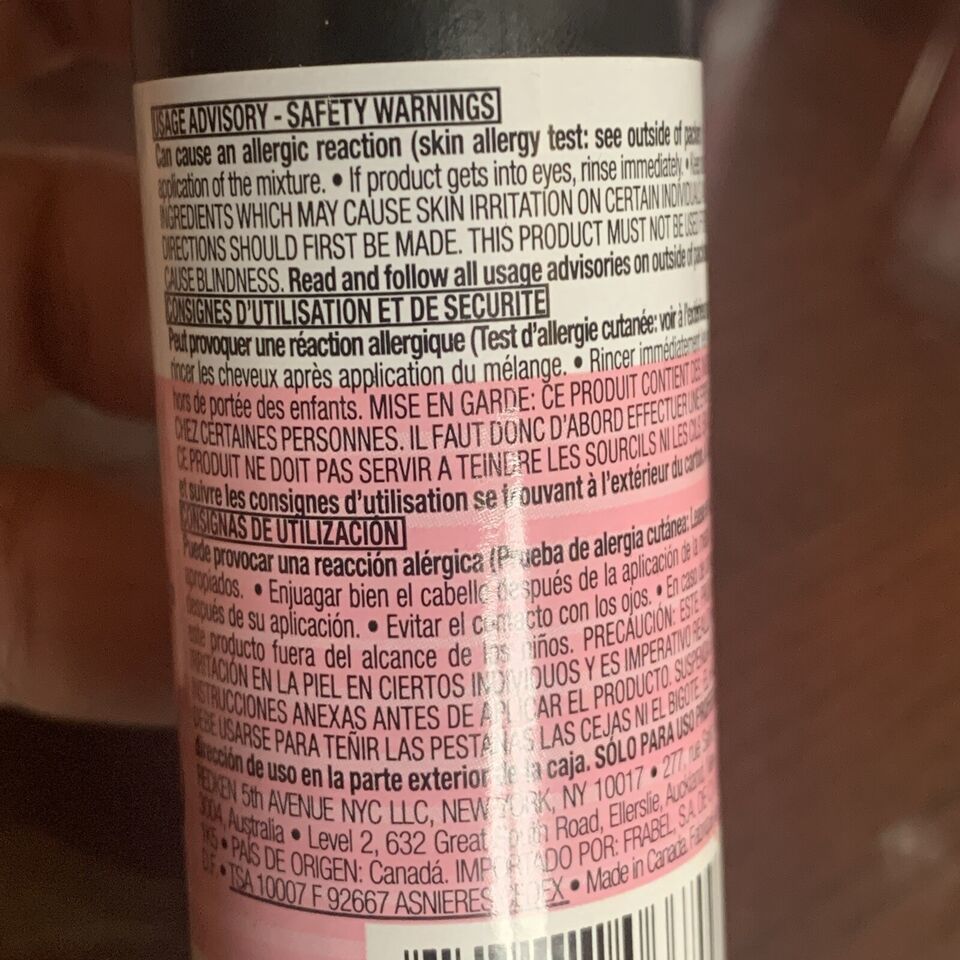 USAGE ADVISORY - SAFETY WARNINGS
Can cause an allergic reaction (skin allergy test: see outside of
application of the mixture. • If product gets into eyes, rinse immediately. •
INGREDIENTS WHICH MAY CAUSE SKIN IRRITATION ON CERTAIN
DIRECTIONS SHOULD FIRST BE MADE. THIS PRODUCT MUST NOT BE USED
CAUSE BLINDNESS. Read and follow all usage advisories on outside of
CONSIGNES D'UTILISATION ET DE SECURITE
Peut provoquer une réaction allergique (Test d'allergie cutanée: voir à
rincer les cheveux après application du mélange. • Rincer immédiatement
hors de portée des enfants. MISE EN GARDE: CE PRODUIT CONTIENT DES
CHEZ CERTAINES PERSONNES. IL FAUT DONC D'ABORD EFFECTUER UNE
CE PRODUIT NE DOIT PAS SERVIR A TEINDRE LES SOURCILS NI LES CILS
et suivre les consignes d'utilisation se trouvant à l'extérieur du
CONSIGNAS DE UTILIZACIÓN
Puede provocar una reacción alérgica (Prueba de alergia cutánea:
apropiados. • Enjuagar bien el cabello después de la aplicación de la
después de su aplicación. • Evitar el contacto con los ojos. • En caso de
este producto fuera del alcance de los niños. PRECAUCIÓN: ESTE
IRRITACIÓN EN LA PIEL EN CIERTOS INDIVIDUOS Y ES IMPERATIVO
INSTRUCCIONES ANEXAS ANTES DE APLICAR EL PRODUCTO.
DEBE USARSE PARA TEÑIR LAS PESTAÑAS LAS CEJAS NI EL BIGOTE.
dirección de uso en la parte exterior de la caja. SÓLO PARA USO
REDKEN 5th AVENUE NYC LLC, NEW YORK, NY 10017 • 277, rue
3004, Australia • Level 2, 632 Great South Road, Ellerslie, Auckland,
• PAÍS DE ORIGEN: Canadá. IMPORTADO POR: FRABEL, S.A. DE
• TSA 10007 F 92667 ASNIERES CEDEX • Made in Canada.